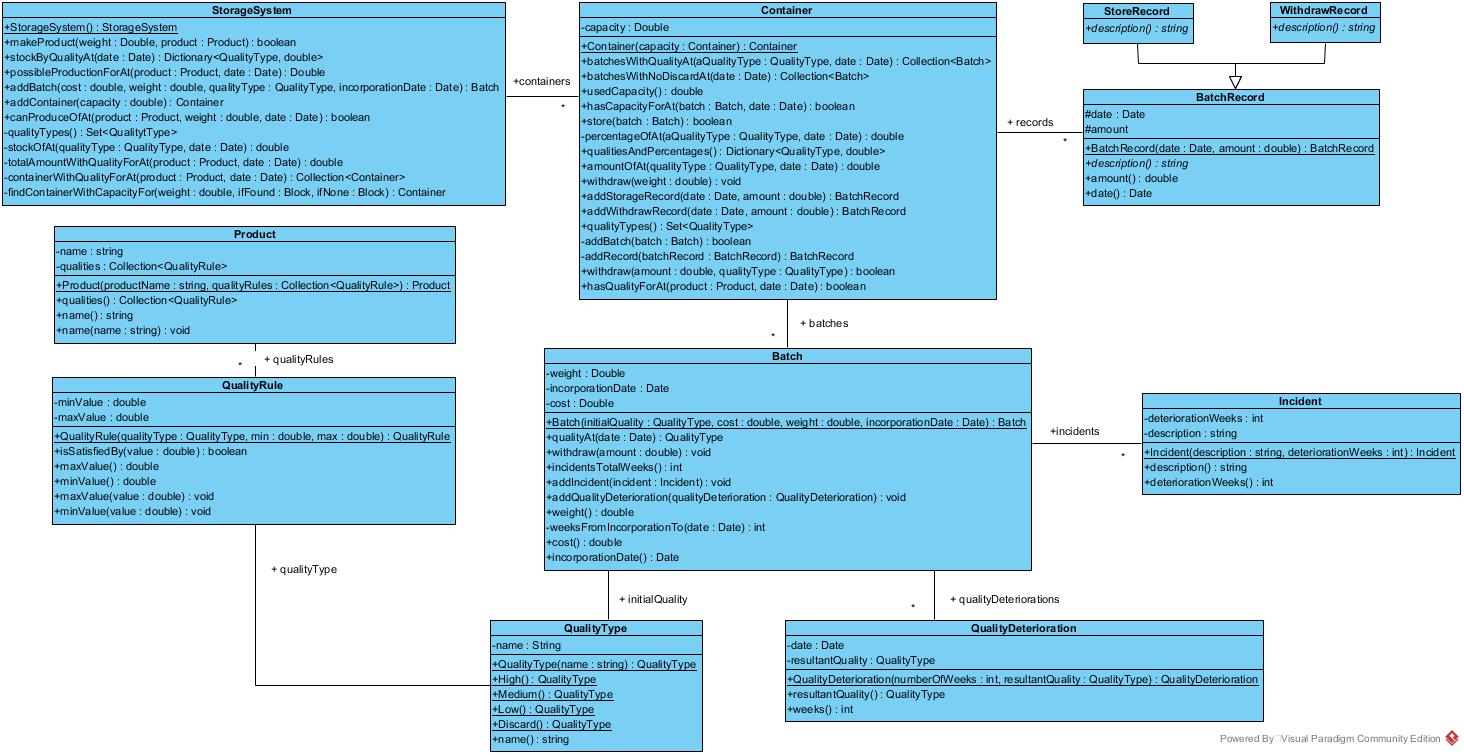 StorageSystem
+StorageSystem() : StorageSystem
+makeProduct(weight : Double, product : Product) : boolean
+stockByQualityAt(date : Date) : Dictionary<QualityType, double>
+possibleProductionForAt(product : Product, date : Date) : Double
+addBatch(cost : double, weight : double, qualityType : QualityType, incorporationDate : Date) : Batch
+addContainer(capacity : double) : Container
+canProduceOfAt(product : Product, weight : double, date : Date) : boolean
-qualityTypes() : Set<QualitytType>
-stockOfAt(qualityType : QualityType, date : Date) : double
-totalAmountWithQualityForAt(product : Product, date : Date) : double
-containerWithQualityForAt(product : Product, date : Date) : Collection<Container>
-findContainerWithCapacityFor(weight : double, ifFound : Block, ifNone : Block) : Container
+containers
*
Container
-capacity : Double
+Container(capacity : Container) : Container
+batchesWithQualityAt(aQualityType : QualityType, date : Date) : Collection<Batch>
+batchesWithNoDiscardAt(date : Date) : Collection<Batch>
+usedCapacity() : double
+hasCapacityForAt(batch : Batch, date : Date) : boolean
+store(batch : Batch) : boolean
-percentageOfAt(aQualityType : QualityType, date : Date) : double
+qualitiesAndPercentages() : Dictionary<QualityType, double>
+amountOfAt(qualityType : QualityType, date : Date) : double
+withdraw(weight : double) : void
+addStorageRecord(date : Date, amount : double) : BatchRecord
+addWithdrawRecord(date : Date, amount : double) : BatchRecord
+qualityTypes() : Set<QualityType>
-addBatch(batch : Batch) : boolean
-addRecord(batchRecord : BatchRecord) : BatchRecord
+withdraw(amount : double, qualityType : QualityType) : boolean
+hasQualityForAt(product : Product, date : Date) : boolean
+ records
*
StoreRecord
+description() : string
WithdrawRecord
+description() : string
BatchRecord
#date : Date
#amount
+BatchRecord(date : Date, amount : double) : BatchRecord
+description() : string
+amount() : double
+date() : Date
Product
-name : string
-qualities : Collection<QualityRule>
+Product(productName : string, qualityRules : Collection<QualityRule>) : Product
+qualities() : Collection<QualityRule>
+name() : string
+name(name : string) : void
+ qualityRules
*
QualityRule
-minValue : double
-maxValue : double
+QualityRule(qualityType : QualityType, min : double, max : double) : QualityRule
+isSatisfiedBy(value : double) : boolean
+maxValue() : double
+minValue() : double
+maxValue(value : double) : void
+minValue(value : double) : void
+ qualityType
+ batches
*
Batch
-weight : Double
-incorporationDate : Date
-cost : Double
+Batch(initialQuality : QualityType, cost : double, weight : double, incorporationDate : Date) : Batch
+qualityAt(date : Date) : QualityType
+withdraw(amount : double) : void
+incidentsTotalWeeks() : int
+addIncident(incident : Incident) : void
+addQualityDeterioration(qualityDeterioration : QualityDeterioration) : void
+weight() : double
-weeksFromIncorporationTo(date : Date) : int
+cost() : double
+incorporationDate() : Date
+incidents
*
Incident
-deteriorationWeeks : int
-description : string
+Incident(description : string, deteriorationWeeks : int) : Incident
+description() : string
+deteriorationWeeks() : int
+ initialQuality
QualityType
-name : String
+QualityType(name : string) : QualityType
+High() : QualityType
+Medium() : QualityType
+Low() : QualityType
+Discard() : QualityType
+name() : string
+ qualityDeteriorations
*
QualityDeterioration
-date : Date
-resultantQuality : QualityType
+QualityDeterioration(numberOfWeeks : int, resultantQuality : QualityType) : QualityDeterioration
+resultantQuality() : QualityType
+weeks() : int
Powered By Visual Paradigm Community Edition